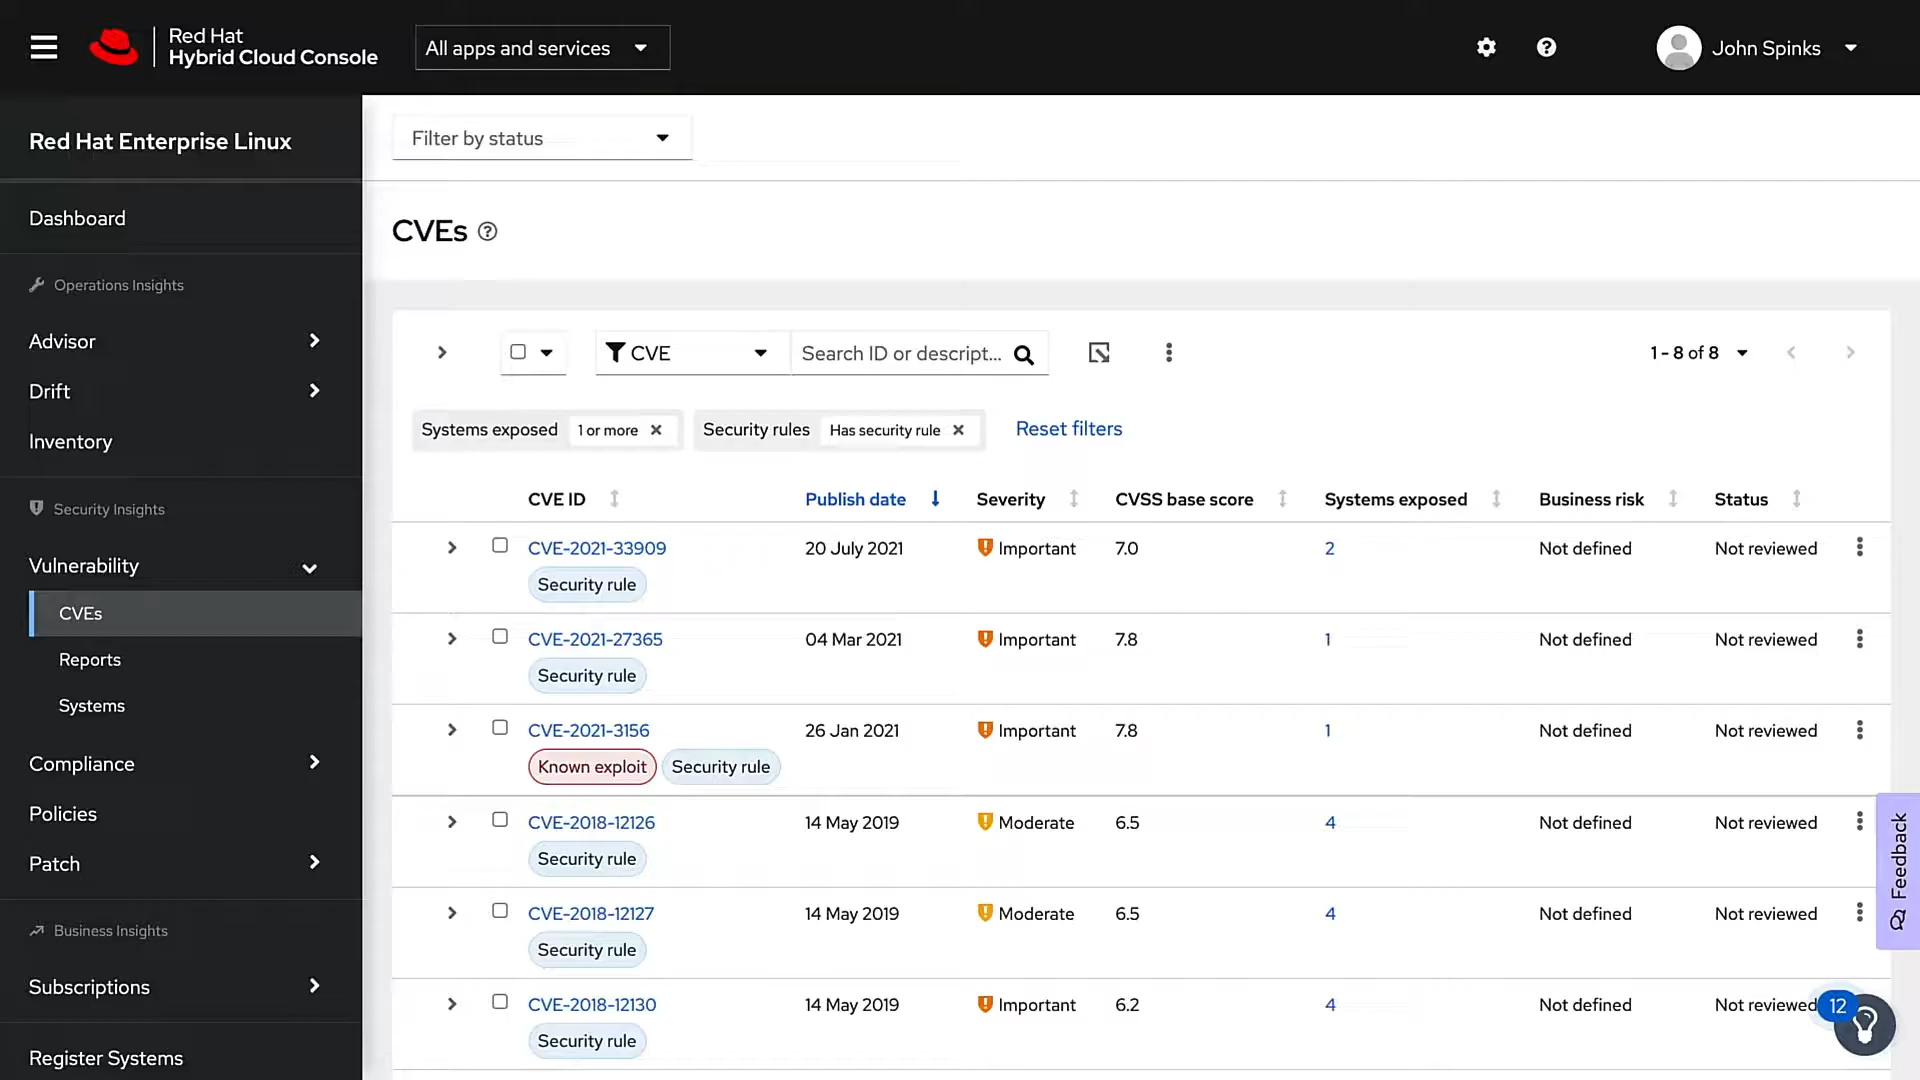 Red Hat
Hybrid Cloud Console
All apps and services
John Spinks
Red Hat Enterprise Linux
Dashboard
Operations Insights
Advisor
Drift
Inventory
Security Insights
Vulnerability
CVEs
Reports
Systems
Compliance
Policies
Patch
Business Insights
Subscriptions
Register Systems
Filter by status
CVEs
CVE Search ID or descript... 1 - 8 of 8
Systems exposed 1 or more Security rules Has security rule Reset filters
CVE ID Publish date Severity CVSS base score Systems exposed Business risk Status
CVE-2021-33909 20 July 2021 Important 7.0 2 Not defined Not reviewed
Security rule
CVE-2021-27365 04 Mar 2021 Important 7.8 1 Not defined Not reviewed
Security rule
CVE-2021-3156 26 Jan 2021 Important 7.8 1 Not defined Not reviewed
Known exploit Security rule
CVE-2018-12126 14 May 2019 Moderate 6.5 4 Not defined Not reviewed
Security rule
CVE-2018-12127 14 May 2019 Moderate 6.5 4 Not defined Not reviewed
Security rule
CVE-2018-12130 14 May 2019 Important 6.2 4 Not defined Not reviewed
Security rule
Feedback
12